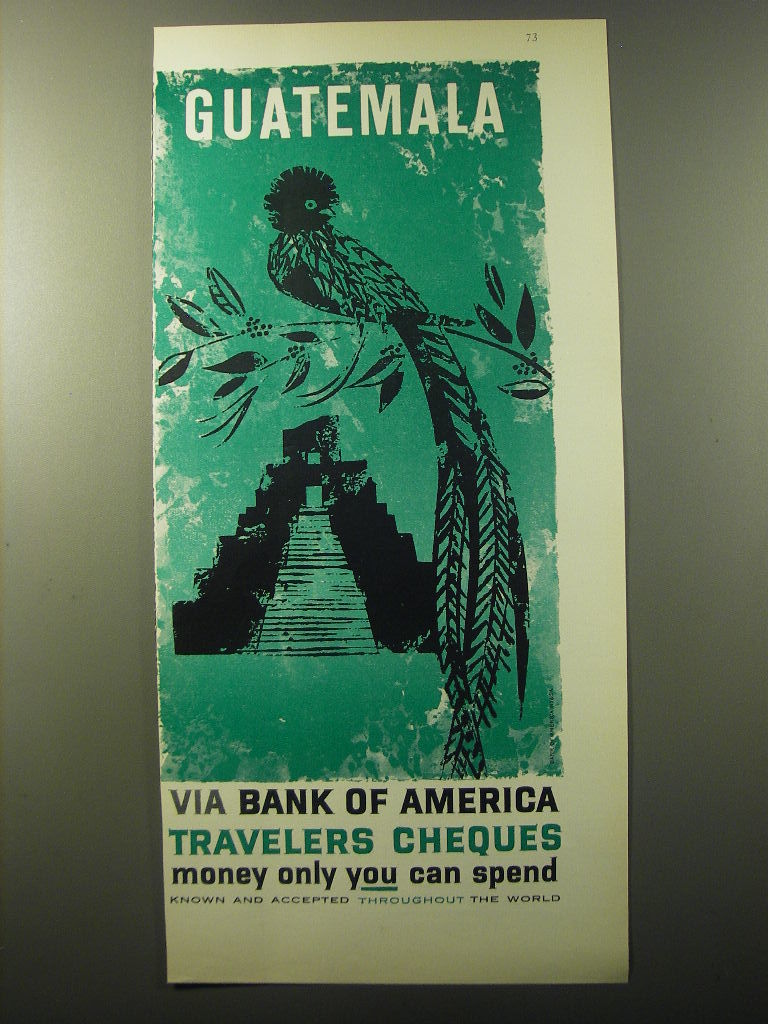 73
GUATEMALA
VIA BANK OF AMERICA
TRAVELERS CHEQUES
money only you can spend
KNOWN AND ACCEPTED THROUGHOUT THE WORLD